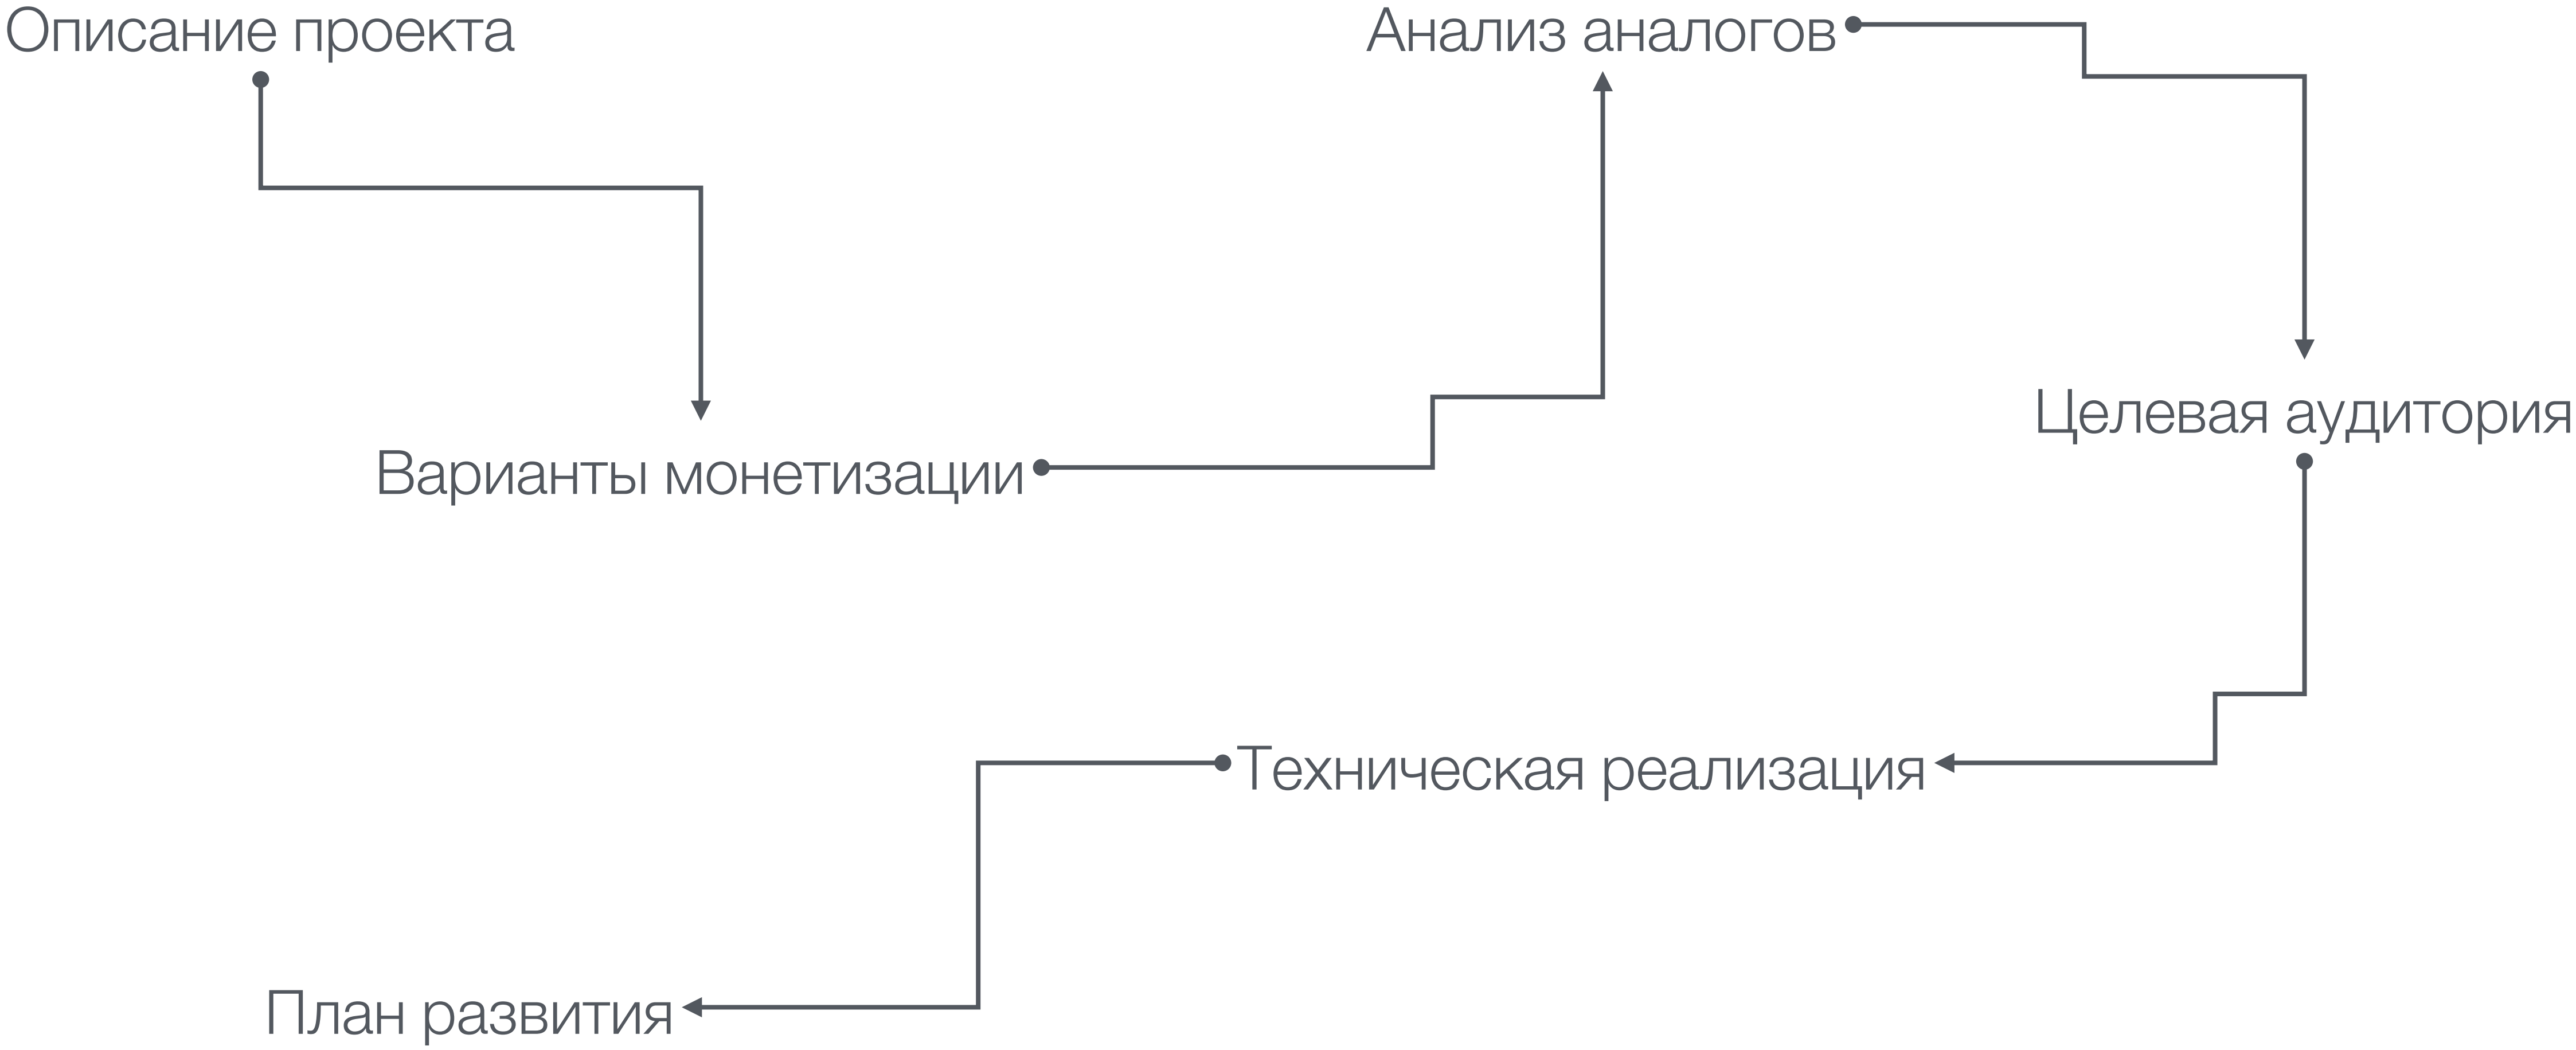 Описание проекта
Анализ аналогов
Целевая аудитория
Варианты монетизации
Техническая реализация
План развития